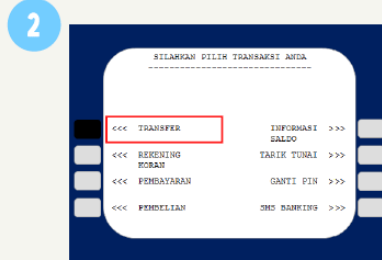 2
SILAHKAN PILIH TRANSAKSI ANDA
--------------------------------
<<< TRANSFER
INFORMASI >>>
SALDO
<<< REKENING
KORAN
TARIK TUNAI >>>
<<< PEMBAYARAN
GANTI PIN >>>
<<< PEMBELIAN
SMS BANKING >>>